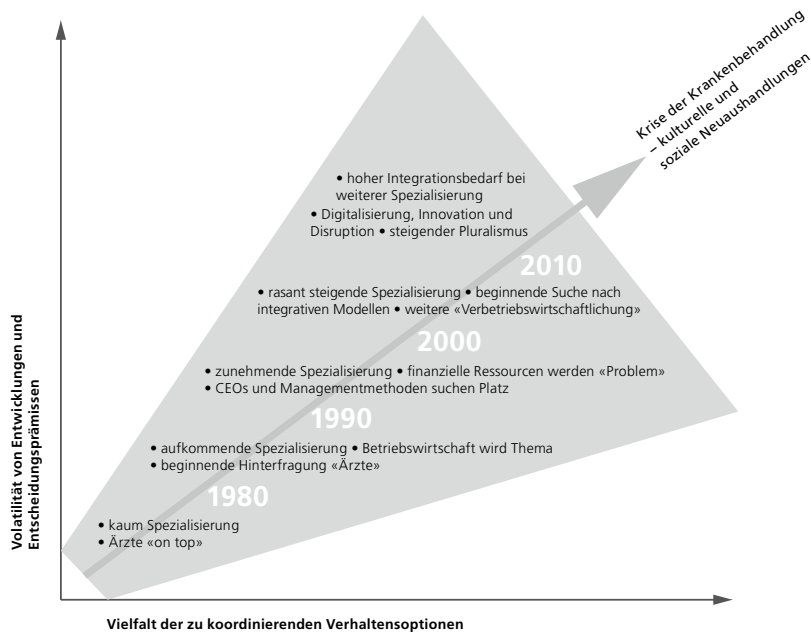 Krise der Krankenbehandlung
– kulturelle und
soziale Neuaushandlungen
• hoher Integrationsbedarf bei
weiterer Spezialisierung
• Digitalisierung, Innovation und
Disruption • steigender Pluralismus
2010
• rasant steigende Spezialisierung • beginnende Suche nach
integrativen Modellen • weitere «Verbetriebswirtschaftlichung»
2000
• zunehmende Spezialisierung • finanzielle Ressourcen werden «Problem»
• CEOs und Managementmethoden suchen Platz
1990
• aufkommende Spezialisierung • Betriebswirtschaft wird Thema
• beginnende Hinterfragung «Ärzte»
1980
• kaum Spezialisierung
• Ärzte «on top»
Volatilität von Entwicklungen und
Entscheidungsprämissen
Vielfalt der zu koordinierenden Verhaltensoptionen